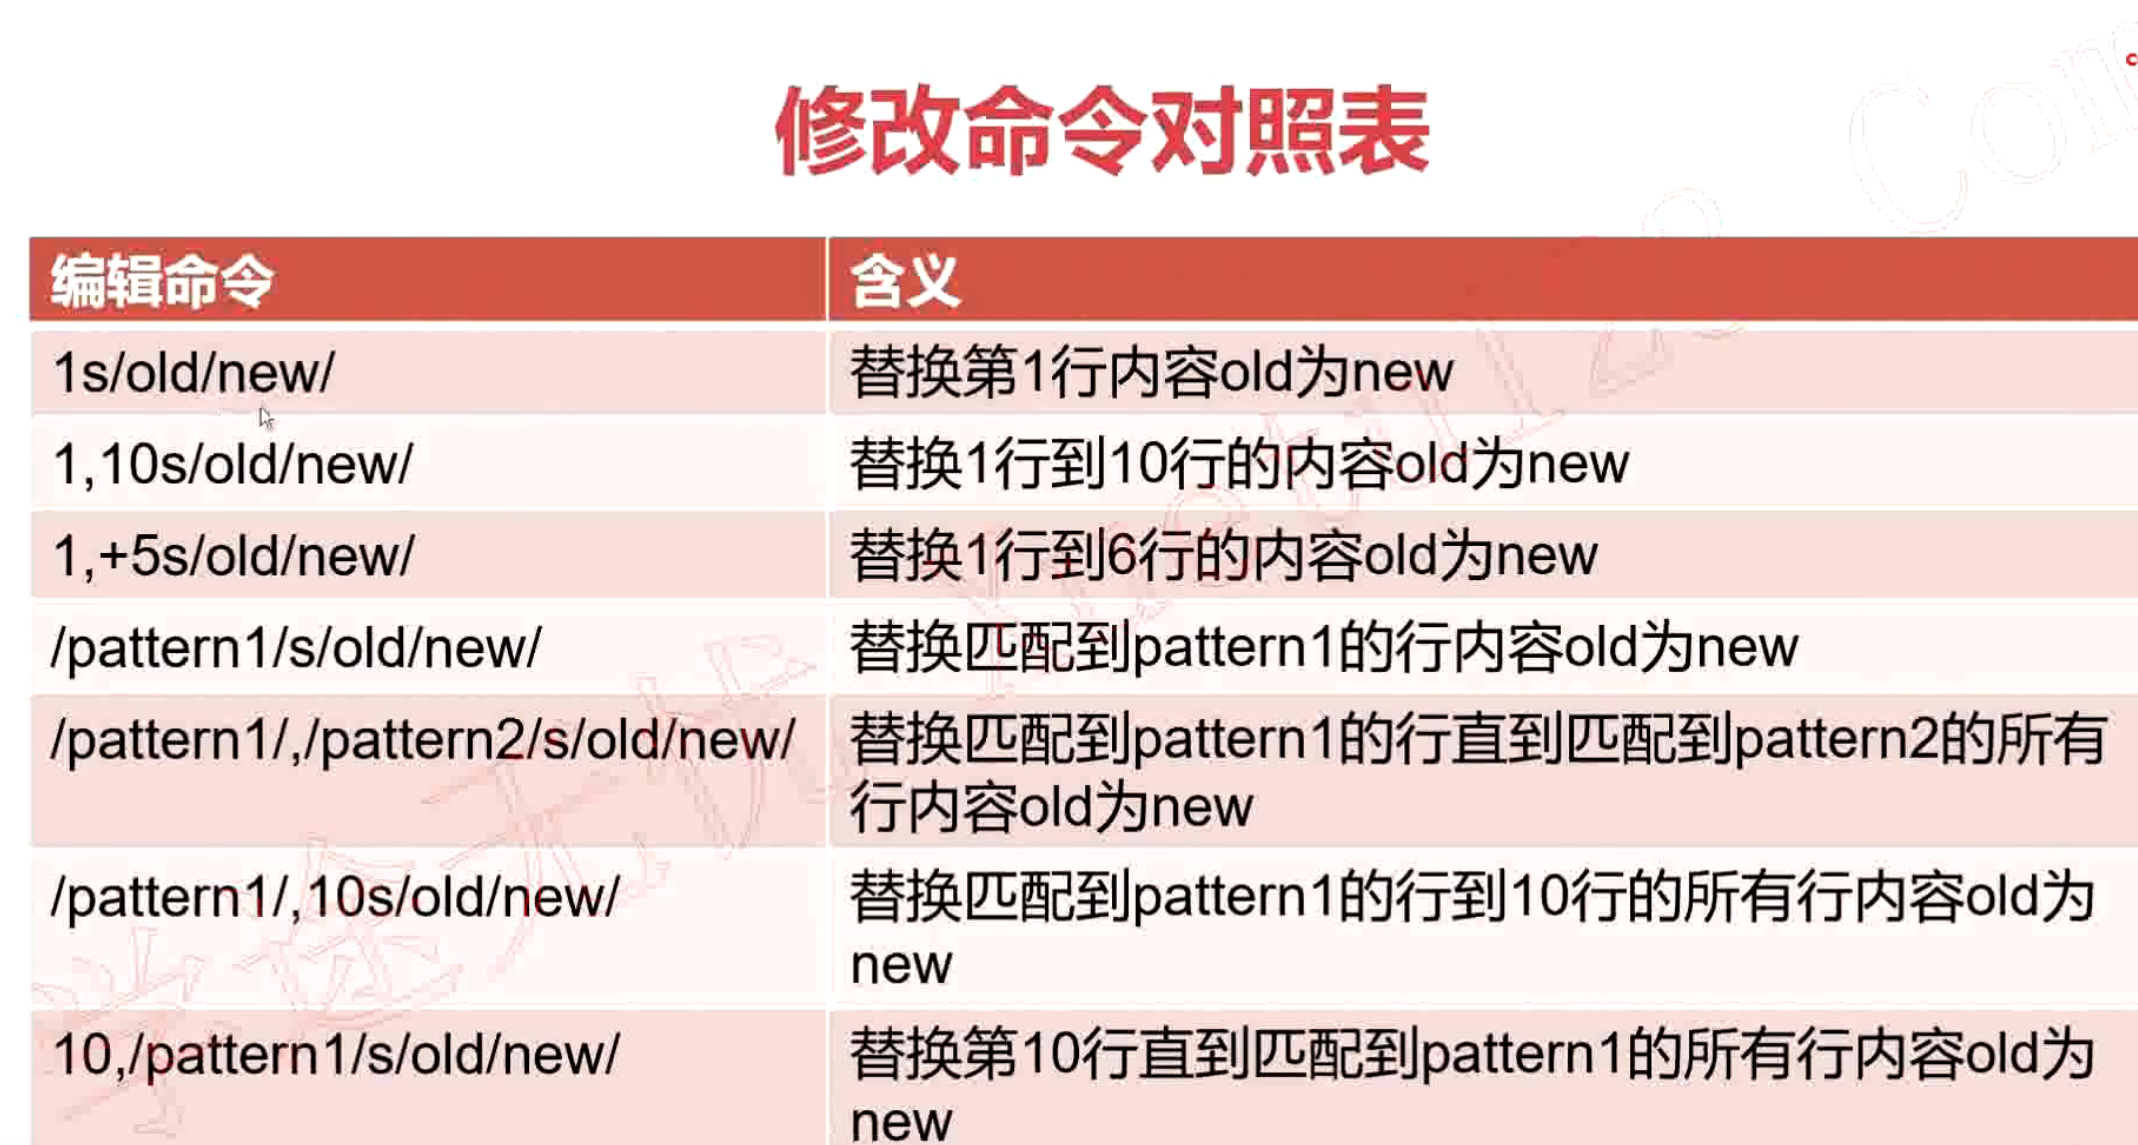 修改命令对照表
编辑命令 含义
1s/old/new/ 替换第1行内容old为new
1,10s/old/new/ 替换1行到10行的内容old为new
1,+5s/old/new/ 替换1行到6行的内容old为new
/pattern1/s/old/new/ 替换匹配到pattern1的行内容old为new
/pattern1/,/pattern2/s/old/new/ 替换匹配到pattern1的行直到匹配到pattern2的所有
行内容old为new
/pattern1/,10s/old/new/ 替换匹配到pattern1的行到10行的所有行内容old为
new
10,/pattern1/s/old/new/ 替换第10行直到匹配到pattern1的所有行内容old为
new